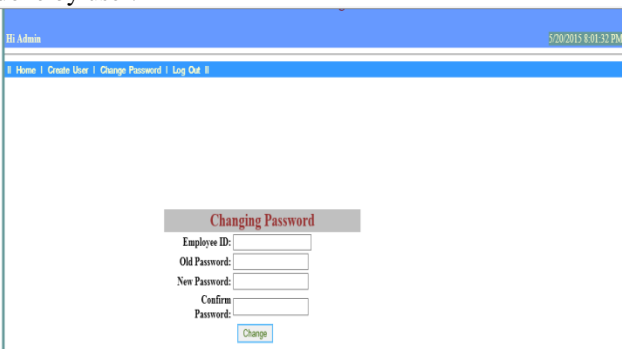 Hi Admin 5/20/2015 8:01:32 PM
|| Home | Create User | Change Password | Log Out ||
Changing Password
Employee ID:
Old Password:
New Password:
Confirm
Password:
Change